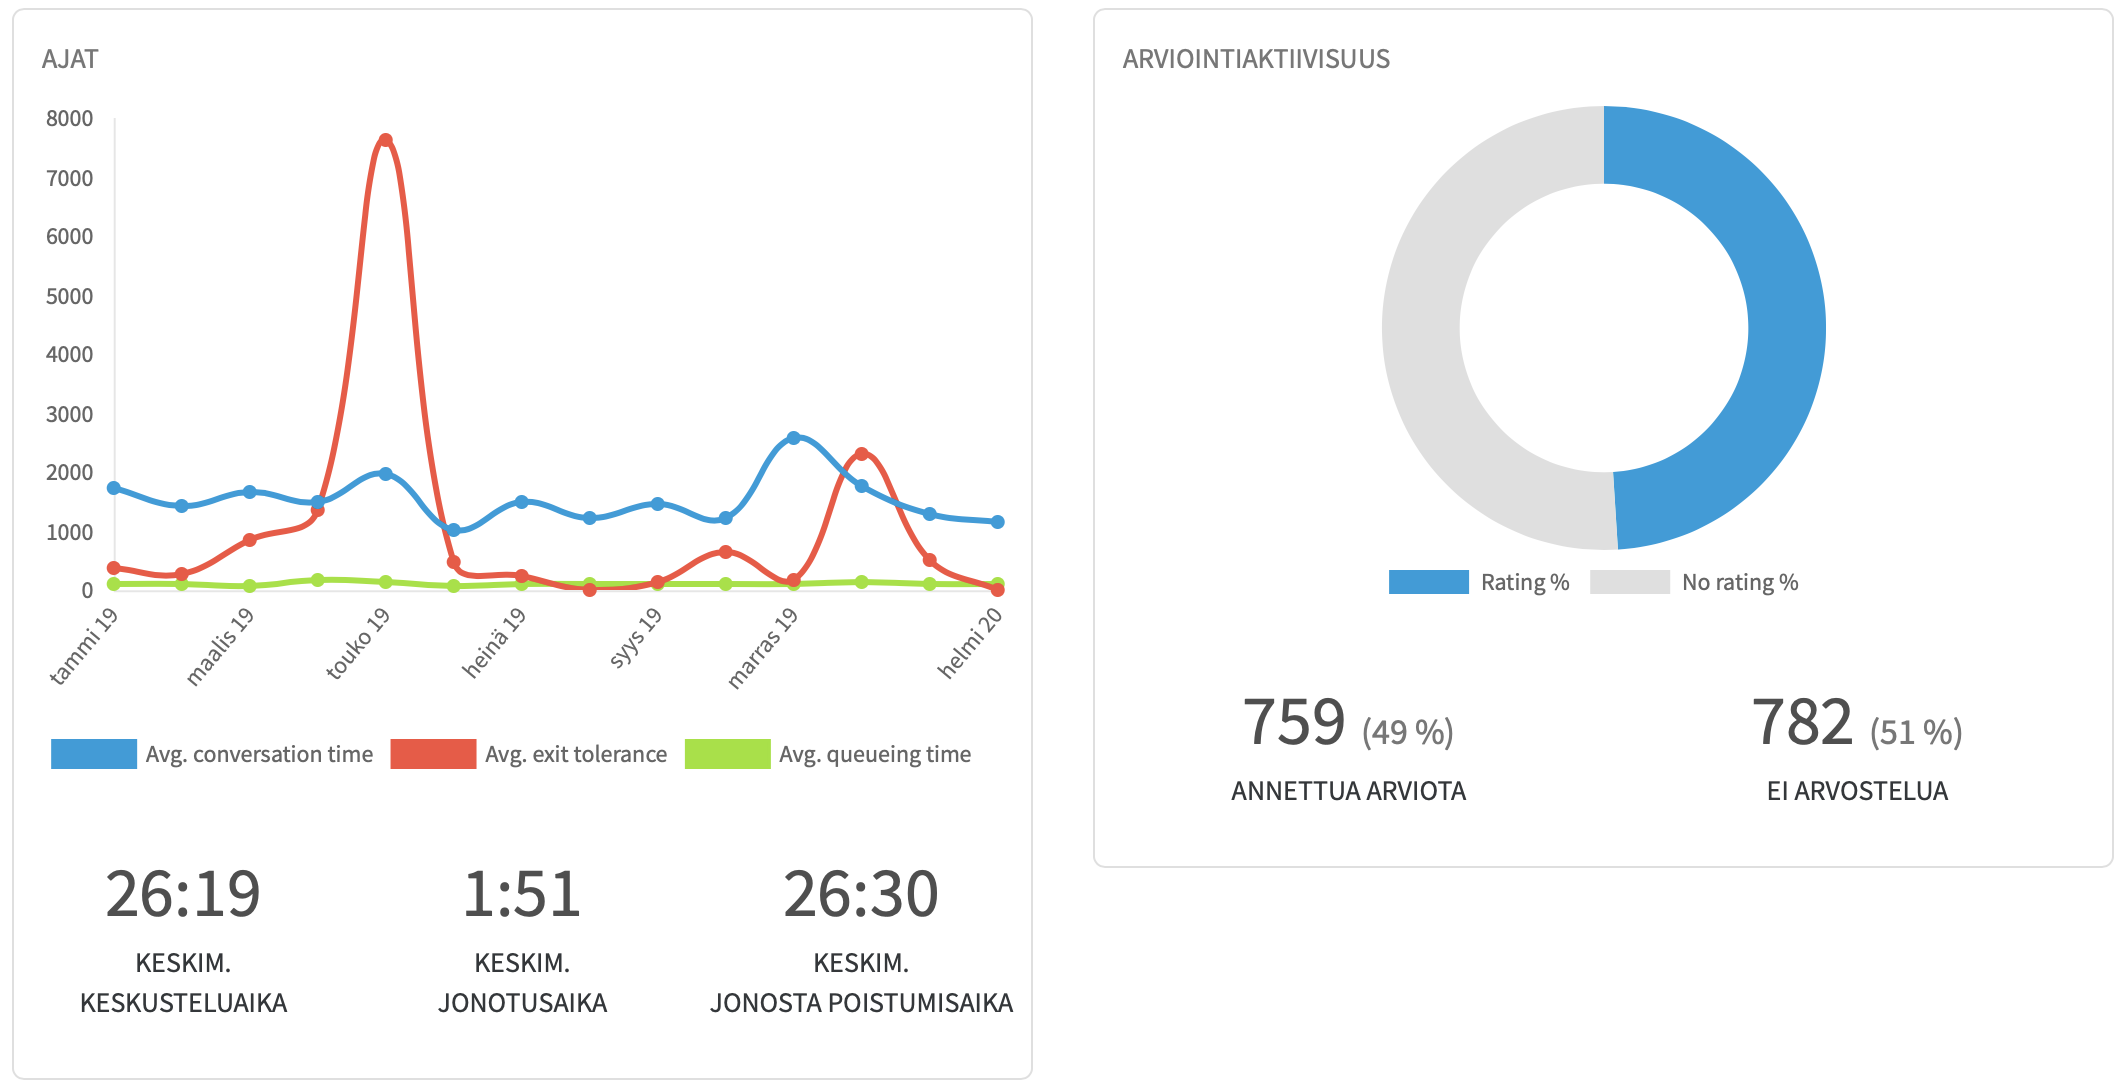 AJAT
8000
7000
6000
5000
4000
3000
2000
1000
0
tammi 19
maalis 19
touko 19
heinä 19
syys 19
marras 19
helmi 20
Avg. conversation time
Avg. exit tolerance
Avg. queueing time
26:19
KESKIM.
KESKUSTELUAIKA
1:51
KESKIM.
JONOTUSAIKA
26:30
KESKIM.
JONOSTA POISTUMISAIKA
ARVIOINTIAKTIIVISUUS
Rating %
No rating %
759 (49 %)
ANNETTUA ARVIOTA
782 (51 %)
EI ARVOSTELUA